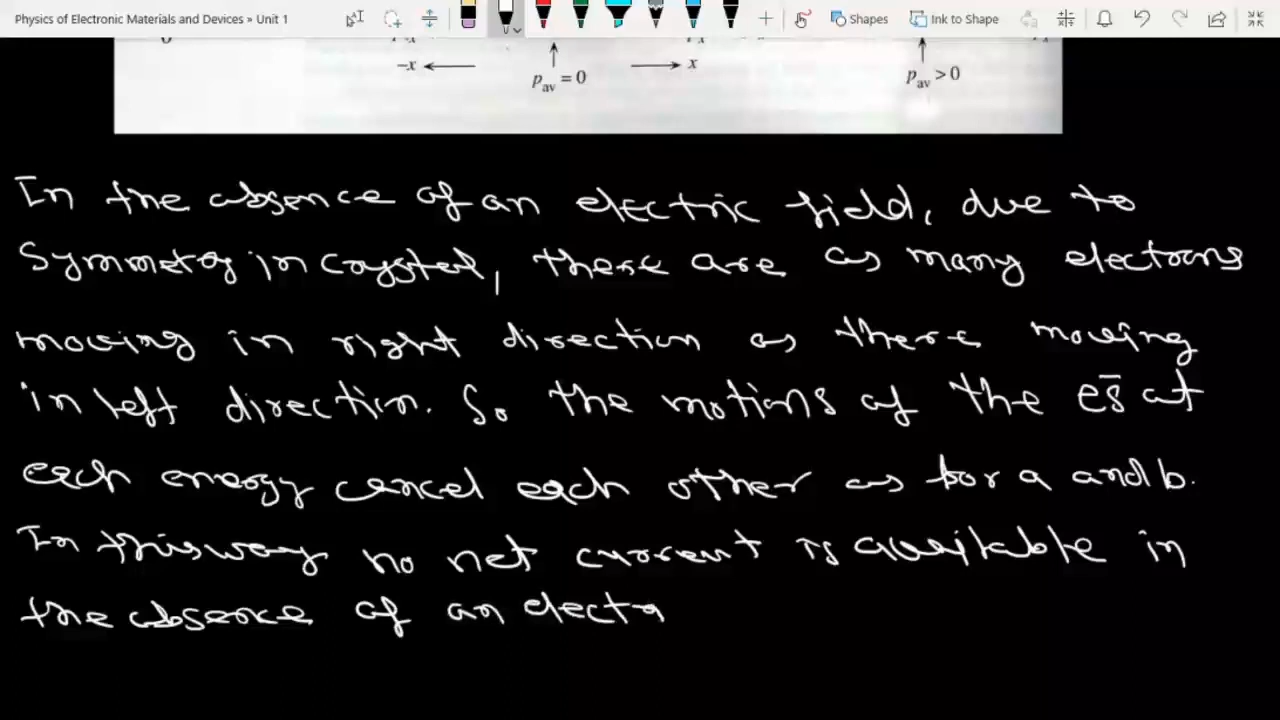 Physics of Electronic Materials and Devices » Unit 1
Shapes
Ink to Shape
-x
x
Pav = 0
Pav > 0
In the absence of an electric field, due to
Symmetry in crystal, there are as many electrons
moving in right direction as there moving
in left direction. So the motions of the es̄ at
each energy cancel each other as for a and b.
In this way no net current is available in
the absence of an electr